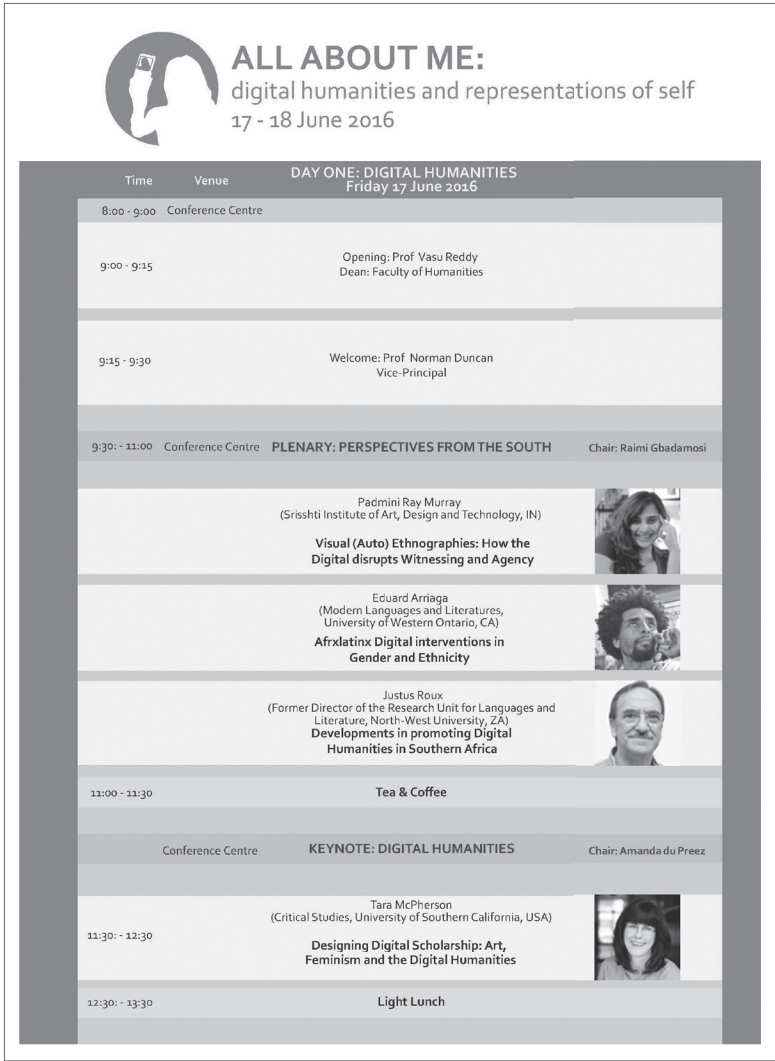 ALL ABOUT ME:
digital humanities and representations of self
17 - 18 June 2016
Time Venue DAY ONE: DIGITAL HUMANITIES
Friday 17 June 2016
8:00 - 9:00 Conference Centre
Opening: Prof Vasu Reddy
9:00 - 9:15
Dean: Faculty of Humanities
Welcome: Prof Norman Duncan
9:15 - 9:30
Vice-Principal
9:30: - 11:00 Conference Centre PLENARY: PERSPECTIVES FROM THE SOUTH Chair: Raimi Gbadamosi
Padmini Ray Murray
(Srisshti Institute of Art, Design and Technology, IN)
Visual (Auto) Ethnographies: How the
Digital disrupts Witnessing and Agency
Eduard Arriaga
(Modern Languages and Literatures,
University of Western Ontario, CA)
Afrxlatinx Digital interventions in
Gender and Ethnicity
Justus Roux
(Former Director of the Research Unit for Languages and
Literature, North-West University, ZA)
Developments in promoting Digital
Humanities in Southern Africa
11:00 - 11:30 Tea & Coffee
Conference Centre KEYNOTE: DIGITAL HUMANITIES Chair: Amanda du Preez
Tara McPherson
(Critical Studies, University of Southern California, USA)
11:30: - 12:30
Designing Digital Scholarship: Art,
Feminism and the Digital Humanities
12:30: - 13:30 Light Lunch